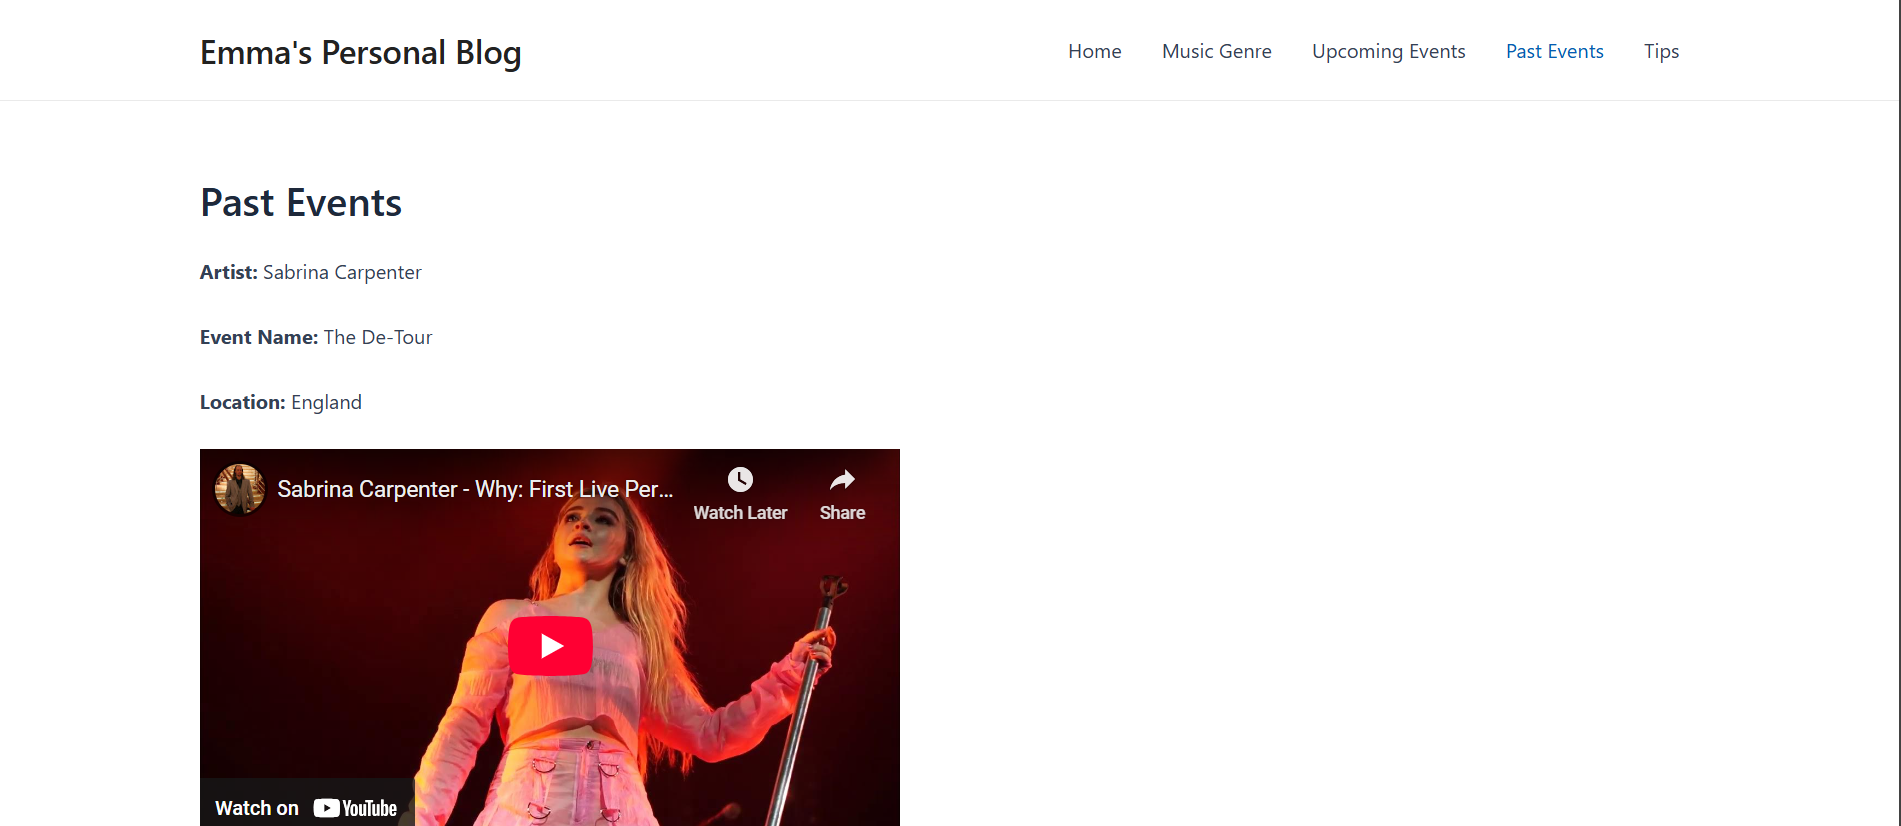 Emma's Personal Blog
Home Music Genre Upcoming Events Past Events Tips
Past Events
Artist: Sabrina Carpenter
Event Name: The De-Tour
Location: England
Sabrina Carpenter - Why: First Live Per...
Watch Later Share
Watch on YouTube